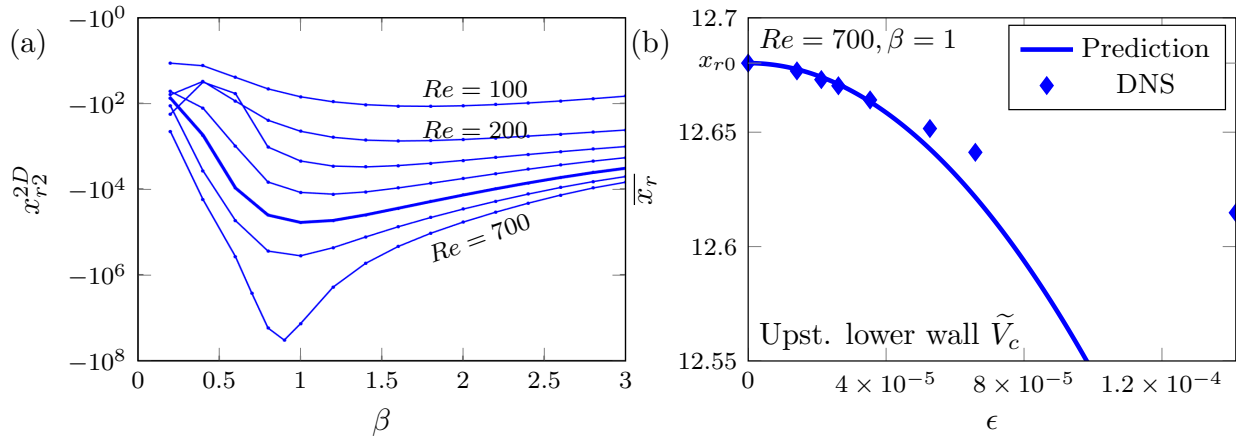 (a)
−10^0
−10^2
−10^4
−10^6
−10^8
x_{r2}^{2D}
Re = 100
Re = 200
Re = 700
0
0.5
1
1.5
2
2.5
3
β
(b)
12.7
x_{r0}
12.65
12.6
12.55
\overline{x_r}
Re = 700, β = 1
Prediction
DNS
Upst. lower wall \widetilde{V}_c
0
4 × 10^{−5}
8 × 10^{−5}
1.2 × 10^{−4}
ϵ